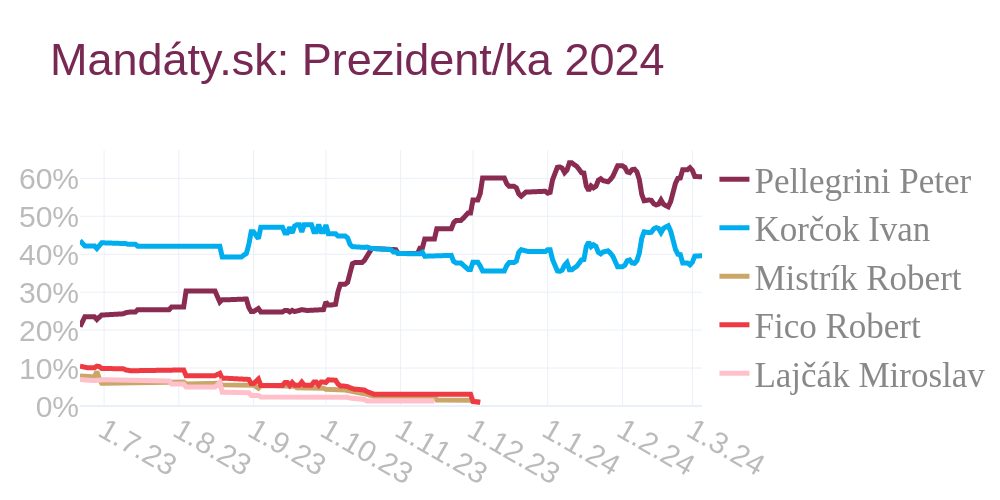 Mandáty.sk: Prezident/ka 2024
60%
50%
40%
30%
20%
10%
0%
1.7.23
1.8.23
1.9.23
1.10.23
1.11.23
1.12.23
1.1.24
1.2.24
1.3.24
Pellegrini Peter
Korčok Ivan
Mistrík Robert
Fico Robert
Lajčák Miroslav